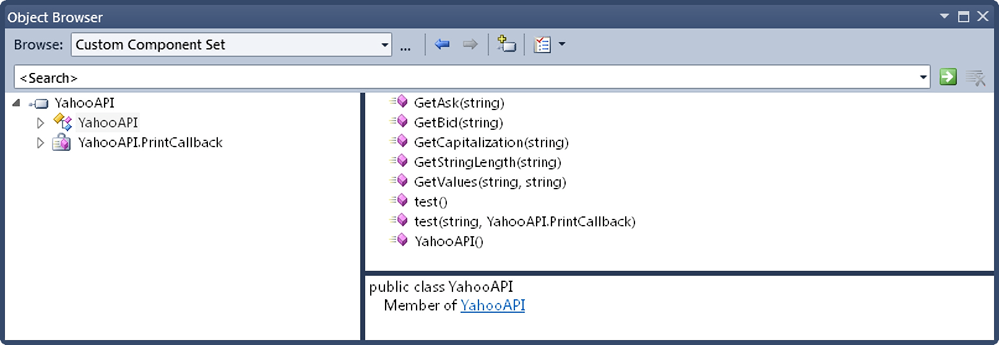 Object Browser
Browse: Custom Component Set ...
<Search>
YahooAPI
YahooAPI
YahooAPI.PrintCallback
GetAsk(string)
GetBid(string)
GetCapitalization(string)
GetStringLength(string)
GetValues(string, string)
test()
test(string, YahooAPI.PrintCallback)
YahooAPI()
public class YahooAPI
Member of YahooAPI